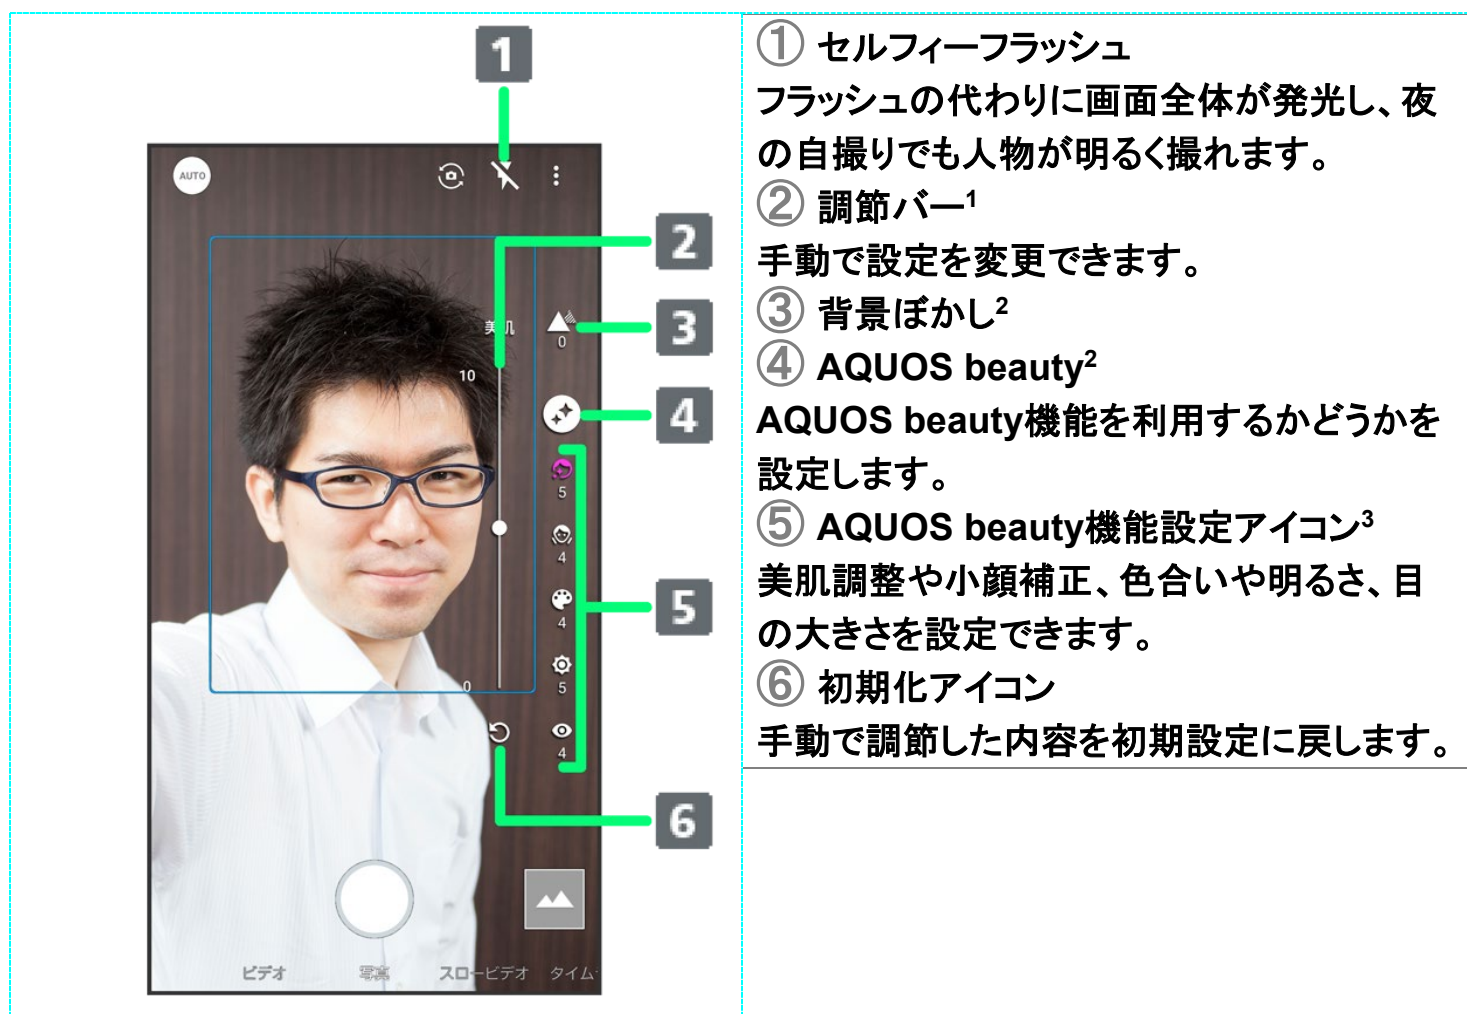 1
AUTO
2
美肌
3
0
10
4
5
4
5
4
5
0
4
6
ビデオ
写真
スロービデオ
タイム
① セルフィーフラッシュ
フラッシュの代わりに画面全体が発光し、夜
の自撮りでも人物が明るく撮れます。
② 調節バー¹
手動で設定を変更できます。
③ 背景ぼかし²
④ AQUOS beauty²
AQUOS beauty機能を利用するかどうかを
設定します。
⑤ AQUOS beauty機能設定アイコン³
美肌調整や小顔補正、色合いや明るさ、目
の大きさを設定できます。
⑥ 初期化アイコン
手動で調節した内容を初期設定に戻します。